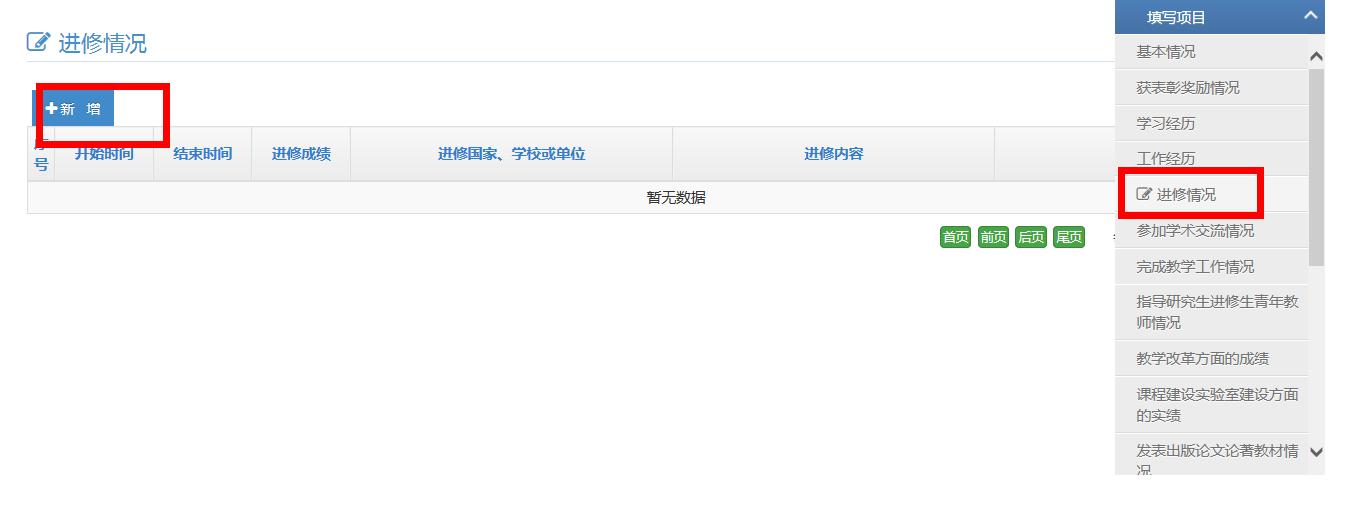 进修情况
新 增
序号
开始时间
结束时间
进修成绩
进修国家、学校或单位
进修内容
暂无数据
首页 前页 后页 尾页
填写项目
基本情况
获表彰奖励情况
学习经历
工作经历
进修情况
参加学术交流情况
完成教学工作情况
指导研究生进修生青年教
师情况
教学改革方面的成绩
课程建设实验室建设方面
的实绩
发表出版论文论著教材情
况